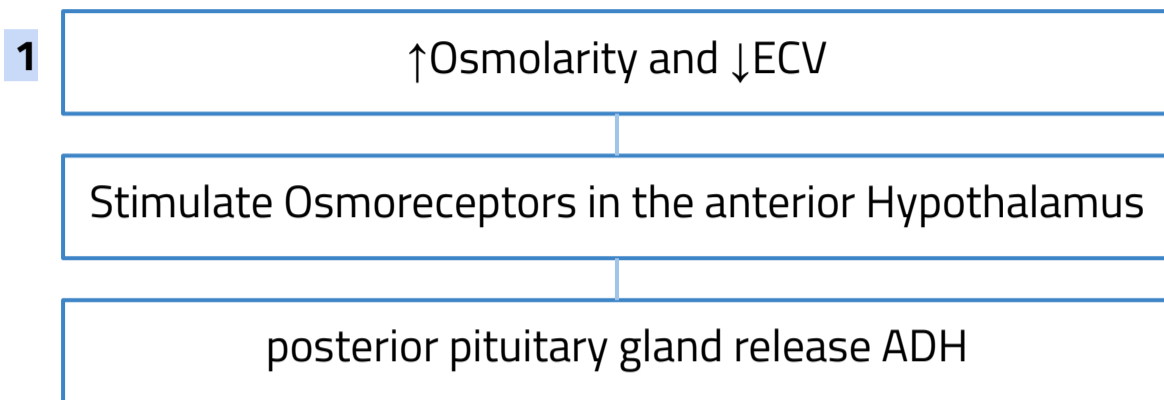 1
↑Osmolarity and ↓ECV
Stimulate Osmoreceptors in the anterior Hypothalamus
posterior pituitary gland release ADH